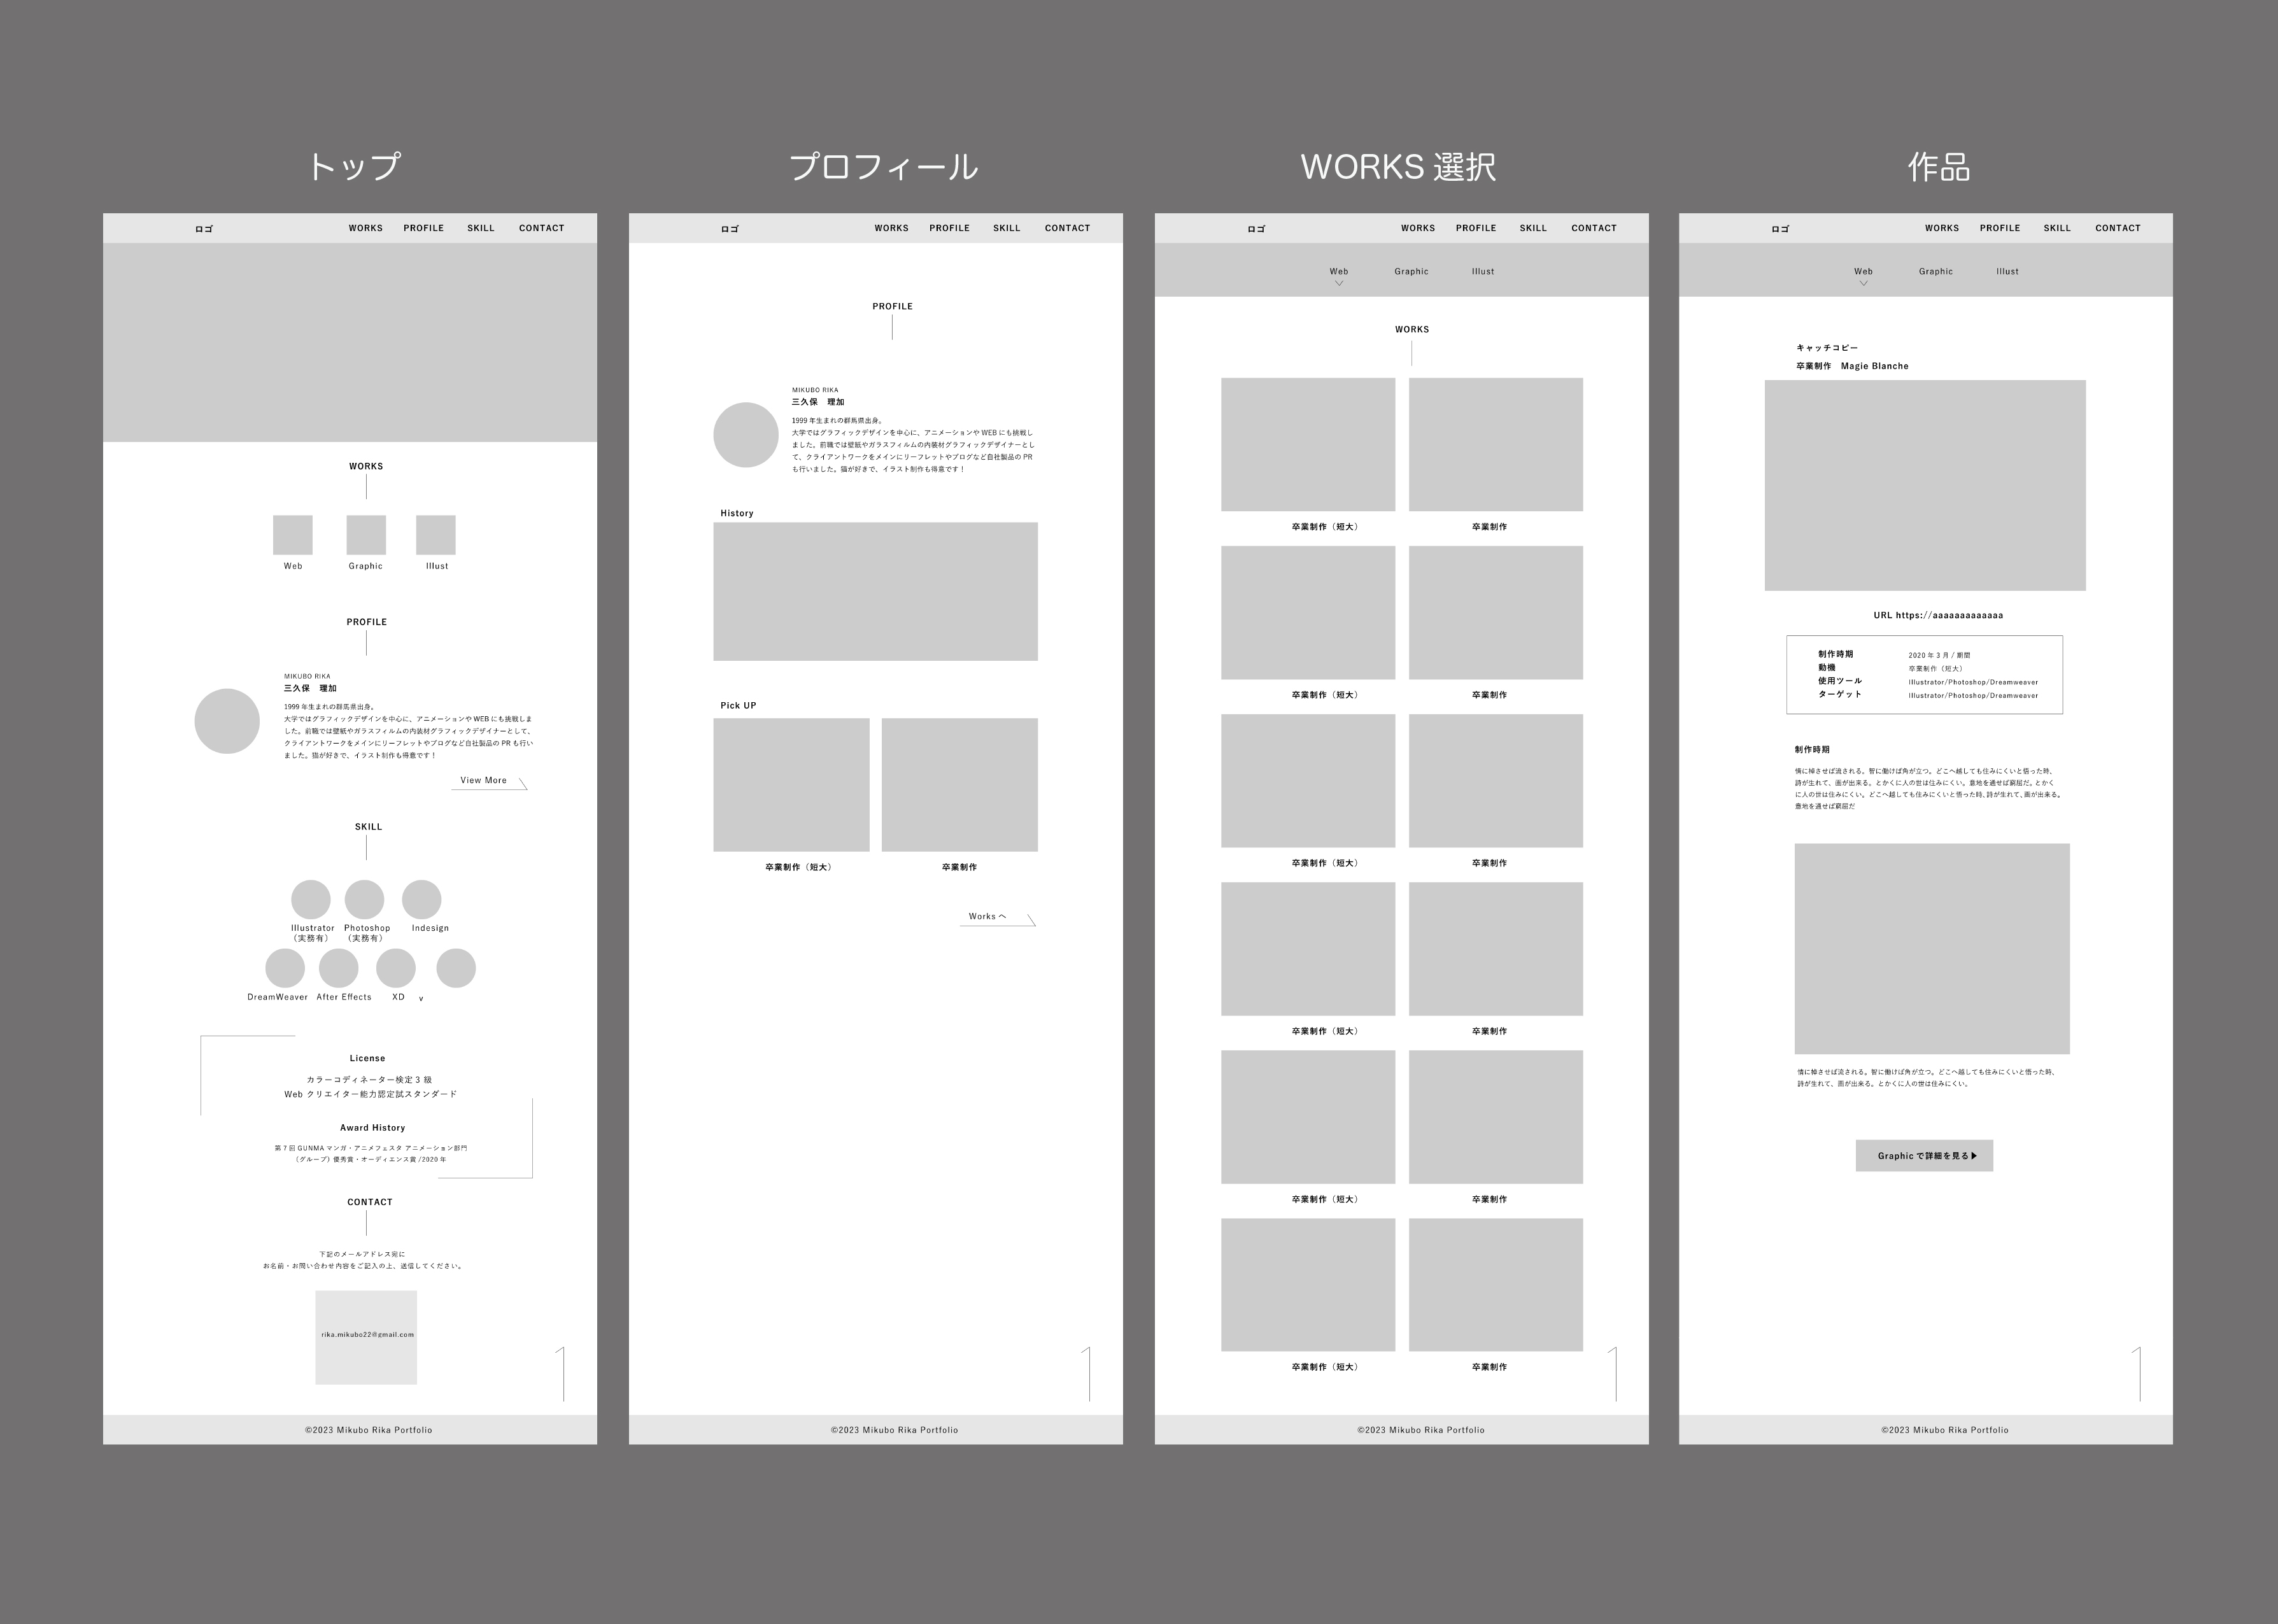 トップ
ロゴ WORKS PROFILE SKILL CONTACT
WORKS
Web Graphic Illust
PROFILE
MIKUBO RIKA
三久保 理加
1999 年生まれの群馬県出身。
大学ではグラフィックデザインを中心に、アニメーションや WEB にも挑戦しま
した。前職では壁紙やガラスフィルムの内装材グラフィックデザイナーとして、
クライアントワークをメインにリーフレットやブログなど自社製品の PR も行い
ました。猫が好きで、イラスト制作も得意です！
View More
SKILL
Illustrator Photoshop Indesign
（実務有） （実務有）
DreamWeaver After Effects XD v
License
カラーコディネーター検定 3 級
Web クリエイター能力認定試スタンダード
Award History
第 7 回 GUNMA マンガ・アニメフェスタ アニメーション部門
（グループ）優秀賞・オーディエンス賞 /2020 年
CONTACT
下記のメールアドレス宛に
お名前・お問い合わせ内容をご記入の上、送信してください。
rika.mikubo22@gmail.com
©2023 Mikubo Rika Portfolio
プロフィール
ロゴ WORKS PROFILE SKILL CONTACT
PROFILE
MIKUBO RIKA
三久保 理加
1999 年生まれの群馬県出身。
大学ではグラフィックデザインを中心に、アニメーションや WEB にも挑戦し
ました。前職では壁紙やガラスフィルムの内装材グラフィックデザイナーとし
て、クライアントワークをメインにリーフレットやブログなど自社製品の PR
も行いました。猫が好きで、イラスト制作も得意です！
History
Pick UP
卒業制作（短大） 卒業制作
Works へ
©2023 Mikubo Rika Portfolio
WORKS 選択
ロゴ WORKS PROFILE SKILL CONTACT
Web Graphic Illust
WORKS
卒業制作（短大） 卒業制作
卒業制作（短大） 卒業制作
卒業制作（短大） 卒業制作
卒業制作（短大） 卒業制作
卒業制作（短大） 卒業制作
卒業制作（短大） 卒業制作
©2023 Mikubo Rika Portfolio
作品
ロゴ WORKS PROFILE SKILL CONTACT
Web Graphic Illust
キャッチコピー
卒業制作 Magie Blanche
URL https://aaaaaaaaaaaaa
制作時期 2020 年 3 月 / 期間
動機 卒業制作（短大）
使用ツール Illustrator/Photoshop/Dreamweaver
ターゲット Illustrator/Photoshop/Dreamweaver
制作時期
情に棹させば流される。智に働けば角が立つ。どこへ越しても住みにくいと悟った時、
詩が生れて、画が出来る。とかくに人の世は住みにくい。意地を通せば窮屈だ。とかく
に人の世は住みにくい。どこへ越しても住みにくいと悟った時、詩が生れて、画が出来る。
意地を通せば窮屈だ
情に棹させば流される。智に働けば角が立つ。どこへ越しても住みにくいと悟った時、
詩が生れて、画が出来る。とかくに人の世は住みにくい。
Graphic で詳細を見る▶
©2023 Mikubo Rika Portfolio